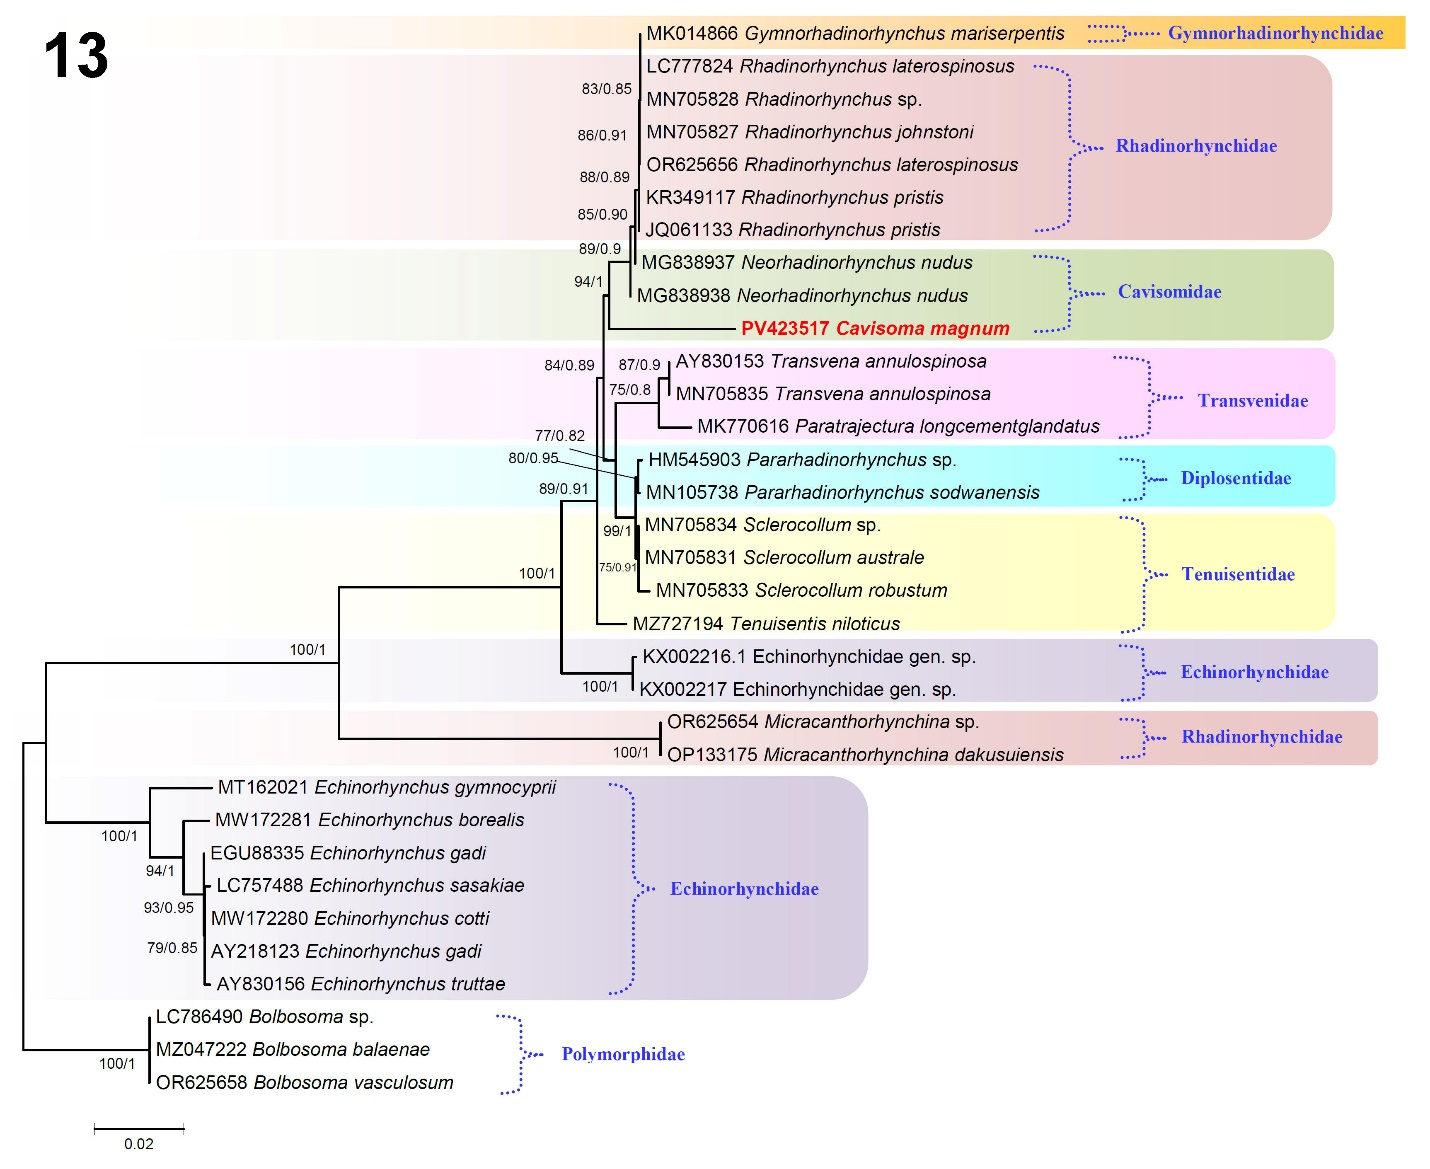 13
MK014866 Gymnorhadinorhynchus mariserpentis
Gymnorhadinorhynchidae
LC777824 Rhadinorhynchus laterospinosus
83/0.85
MN705828 Rhadinorhynchus sp.
86/0.91
MN705827 Rhadinorhynchus johnstoni
Rhadinorhynchidae
OR625656 Rhadinorhynchus laterospinosus
88/0.89
KR349117 Rhadinorhynchus pristis
85/0.90
JQ061133 Rhadinorhynchus pristis
89/0.9
MG838937 Neorhadinorhynchus nudus
94/1
MG838938 Neorhadinorhynchus nudus
Cavisomidae
PV423517 Cavisoma magnum
84/0.89
87/0.9
AY830153 Transvena annulospinosa
75/0.8
MN705835 Transvena annulospinosa
Transvenidae
MK770616 Paratrajectura longcementglandatus
77/0.82
80/0.95
HM545903 Pararhadinorhynchus sp.
Diplosentidae
89/0.91
MN105738 Pararhadinorhynchus sodwanensis
99/1
MN705834 Sclerocollum sp.
MN705831 Sclerocollum australe
75/0.91
100/1
Tenuisentidae
MN705833 Sclerocollum robustum
MZ727194 Tenuisentis niloticus
100/1
KX002216.1 Echinorhynchidae gen. sp.
Echinorhynchidae
100/1
KX002217 Echinorhynchidae gen. sp.
OR625654 Micracanthorhynchina sp.
Rhadinorhynchidae
100/1
OP133175 Micracanthorhynchina dakusuiensis
MT162021 Echinorhynchus gymnocyprii
MW172281 Echinorhynchus borealis
100/1
EGU88335 Echinorhynchus gadi
94/1
LC757488 Echinorhynchus sasakiae
Echinorhynchidae
93/0.95
MW172280 Echinorhynchus cotti
79/0.85
AY218123 Echinorhynchus gadi
AY830156 Echinorhynchus truttae
LC786490 Bolbosoma sp.
MZ047222 Bolbosoma balaenae
Polymorphidae
100/1
OR625658 Bolbosoma vasculosum
0.02